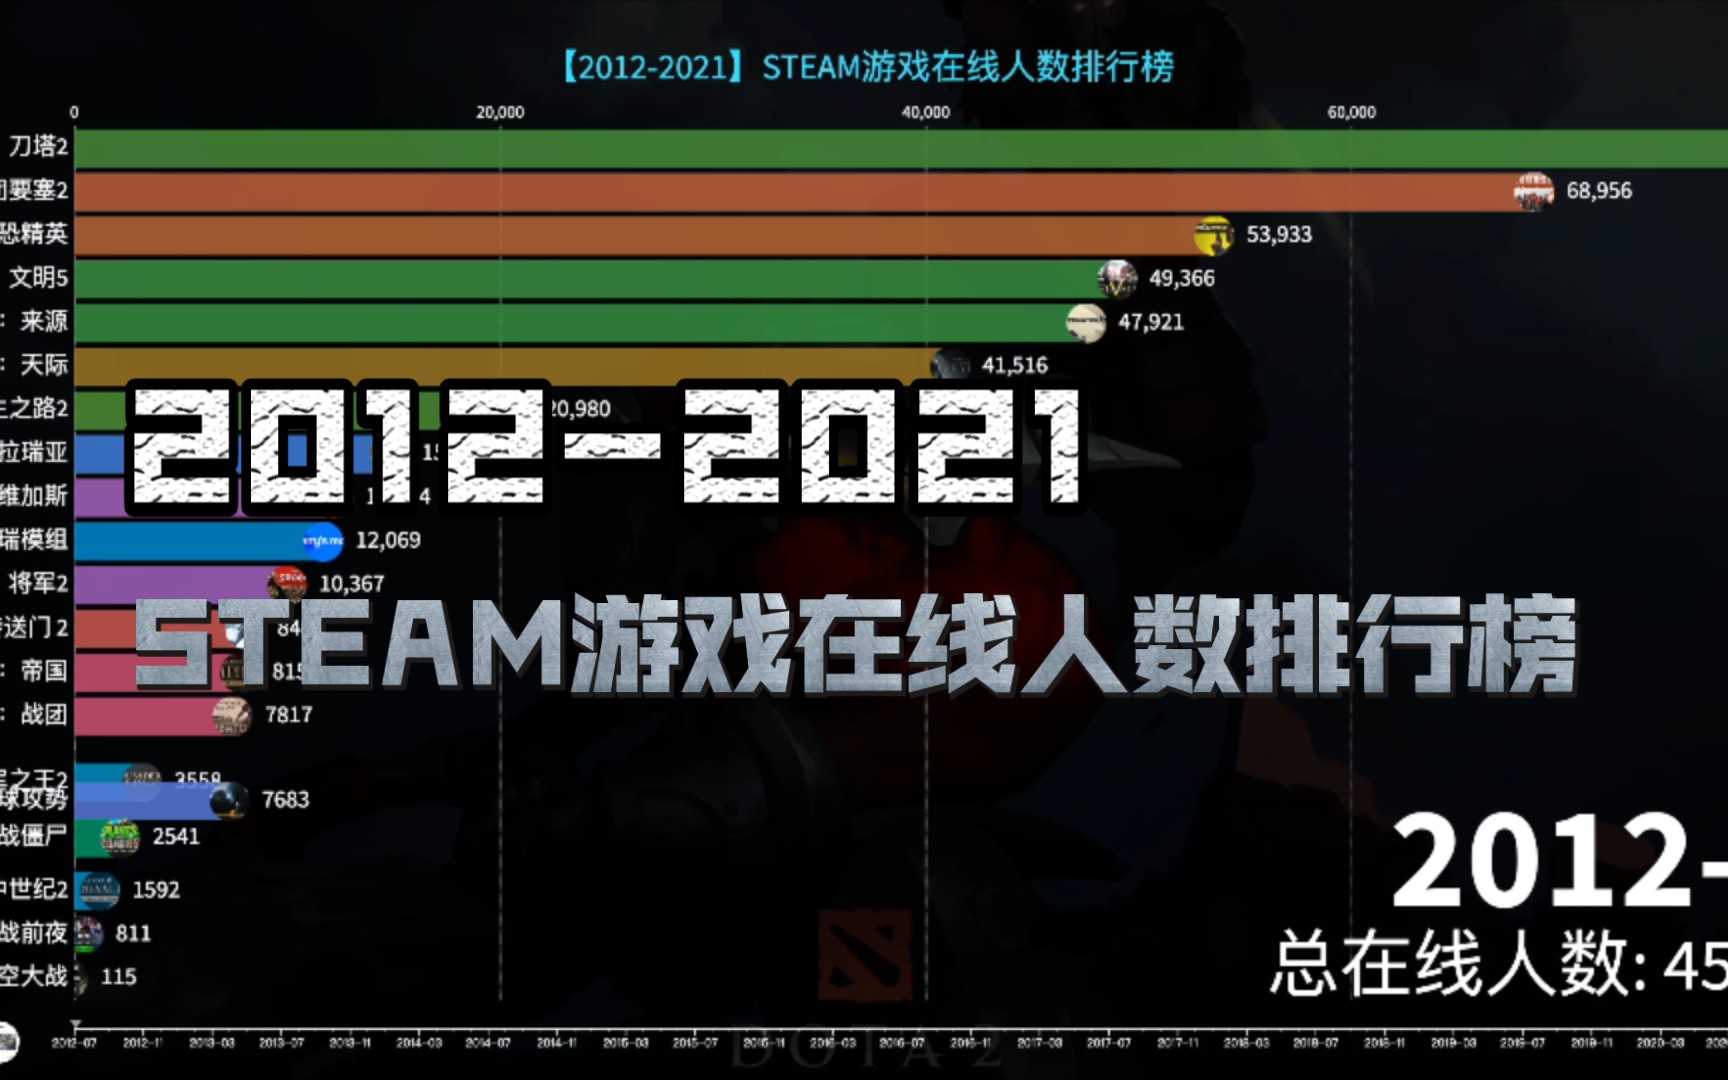 【2012-2021】STEAM游戏在线人数排行榜
0 20,000 40,000 60,000
刀塔2
要塞2 68,956
恐精英 53,933
文明5 49,366
：来源 47,921
：天际 41,516
之路2 20,980
拉瑞亚 15
维加斯 1 4
瑞模组 12,069
将军2 10,367
送门2 84
：帝国 815
：战团 7817
之王2 3558
球攻势 7683
战僵尸 2541
中世纪2 1592
战前夜 811
空大战 115
2012-2021
STEAM游戏在线人数排行榜
2012-
总在线人数: 45
2012-07 2012-11 2013-03 2013-07 2013-11 2014-03 2014-07 2014-11 2015-03 2015-07 2015-11 2016-03 2016-07 2016-11 2017-03 2017-07 2017-11 2018-03 2018-07 2018-11 2019-03 2019-07 2019-11 2020-03
DOTA 2